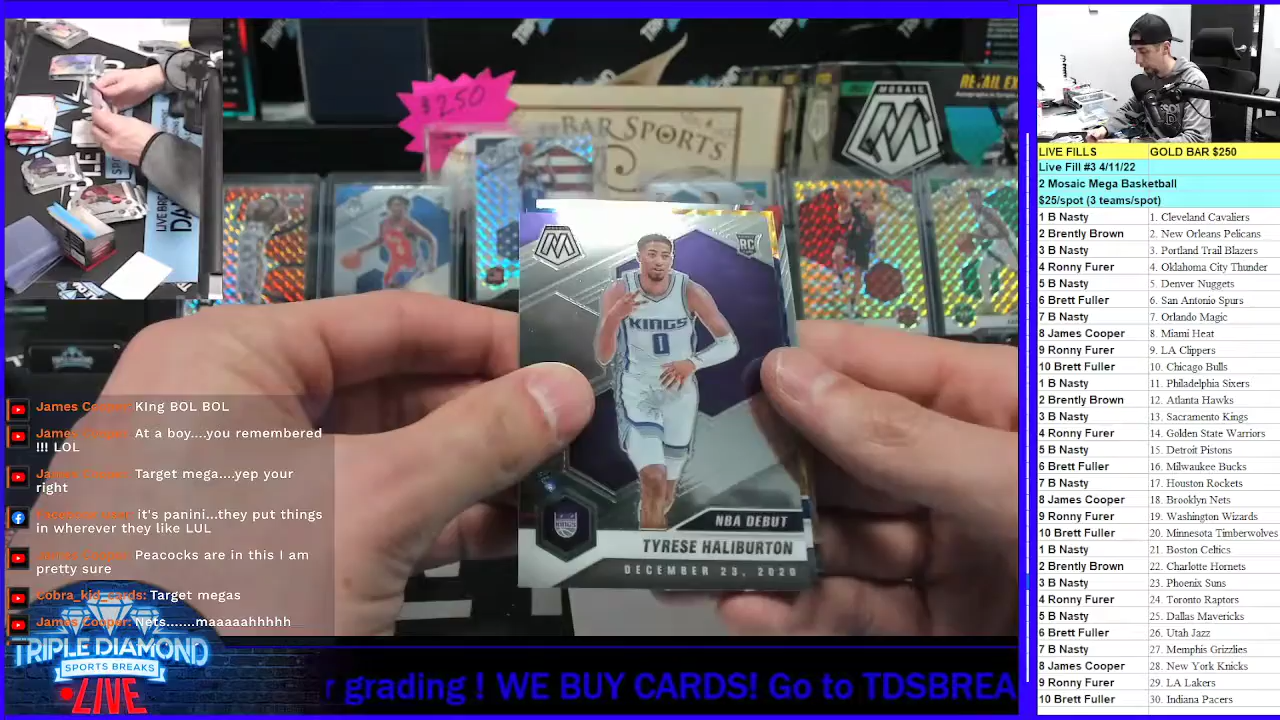 $250
BAR SPORTS
MOSAIC
RETAIL EX
KINGS
0
RC
NBA DEBUT
TYRESE HALIBURTON
DECEMBER 23, 2020
KINGS
James Cooper: KIng BOL BOL
James Cooper: At a boy....you remembered
!!! LOL
James Cooper: Target mega....yep your
right
it's panini...they put things
in wherever they like LUL
James Cooper: Peacocks are in this I am
pretty sure
Cobra_kid_cards: Target megas
James Cooper: Nets.......maaaaahhhhh
TRIPLE DIAMOND
SPORTS BREAKS
LIVE
r grading ! WE BUY CARDS! Go to TDSBREA
LIVE FILLS GOLD BAR $250
Live Fill #3 4/11/22
2 Mosaic Mega Basketball
$25/spot (3 teams/spot)
1 B Nasty 1. Cleveland Cavaliers
2 Brently Brown 2. New Orleans Pelicans
3 B Nasty 3. Portland Trail Blazers
4 Ronny Furer 4. Oklahoma City Thunder
5 B Nasty 5. Denver Nuggets
6 Brett Fuller 6. San Antonio Spurs
7 B Nasty 7. Orlando Magic
8 James Cooper 8. Miami Heat
9 Ronny Furer 9. LA Clippers
10 Brett Fuller 10. Chicago Bulls
1 B Nasty 11. Philadelphia Sixers
2 Brently Brown 12. Atlanta Hawks
3 B Nasty 13. Sacramento Kings
4 Ronny Furer 14. Golden State Warriors
5 B Nasty 15. Detroit Pistons
6 Brett Fuller 16. Milwaukee Bucks
7 B Nasty 17. Houston Rockets
8 James Cooper 18. Brooklyn Nets
9 Ronny Furer 19. Washington Wizards
10 Brett Fuller 20. Minnesota Timberwolves
1 B Nasty 21. Boston Celtics
2 Brently Brown 22. Charlotte Hornets
3 B Nasty 23. Phoenix Suns
4 Ronny Furer 24. Toronto Raptors
5 B Nasty 25. Dallas Mavericks
6 Brett Fuller 26. Utah Jazz
7 B Nasty 27. Memphis Grizzlies
8 James Cooper 28. New York Knicks
9 Ronny Furer 29. LA Lakers
10 Brett Fuller 30. Indiana Pacers